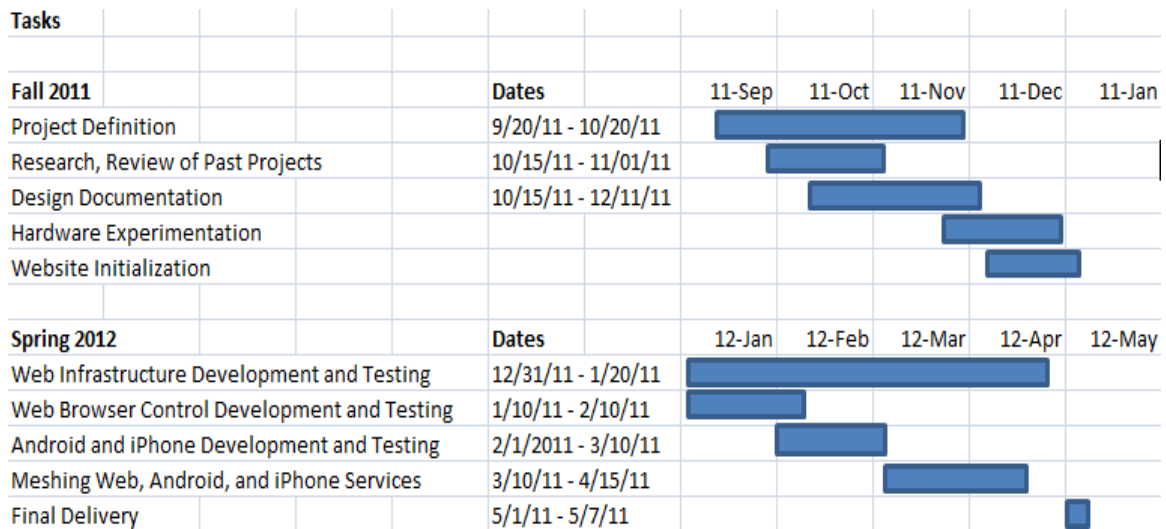 Tasks
Fall 2011 Dates 11-Sep 11-Oct 11-Nov 11-Dec 11-Jan
Project Definition 9/20/11 - 10/20/11
Research, Review of Past Projects 10/15/11 - 11/01/11
Design Documentation 10/15/11 - 12/11/11
Hardware Experimentation
Website Initialization
Spring 2012 Dates 12-Jan 12-Feb 12-Mar 12-Apr 12-May
Web Infrastructure Development and Testing 12/31/11 - 1/20/11
Web Browser Control Development and Testing 1/10/11 - 2/10/11
Android and iPhone Development and Testing 2/1/2011 - 3/10/11
Meshing Web, Android, and iPhone Services 3/10/11 - 4/15/11
Final Delivery 5/1/11 - 5/7/11